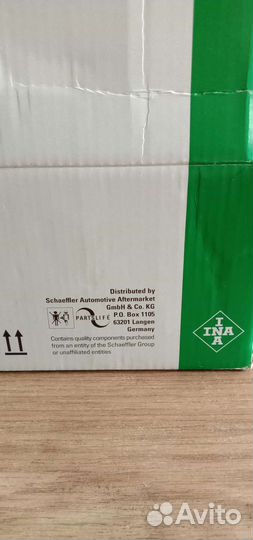 Distributed by
Schaeffler Automotive Aftermarket
GmbH & Co. KG
P.O. Box 1105
63201 Langen
Germany
PARTSLIFE
Contains quality components purchased
from an entity of the Schaeffler Group
or unaffiliated entities
INA
INA
Avito